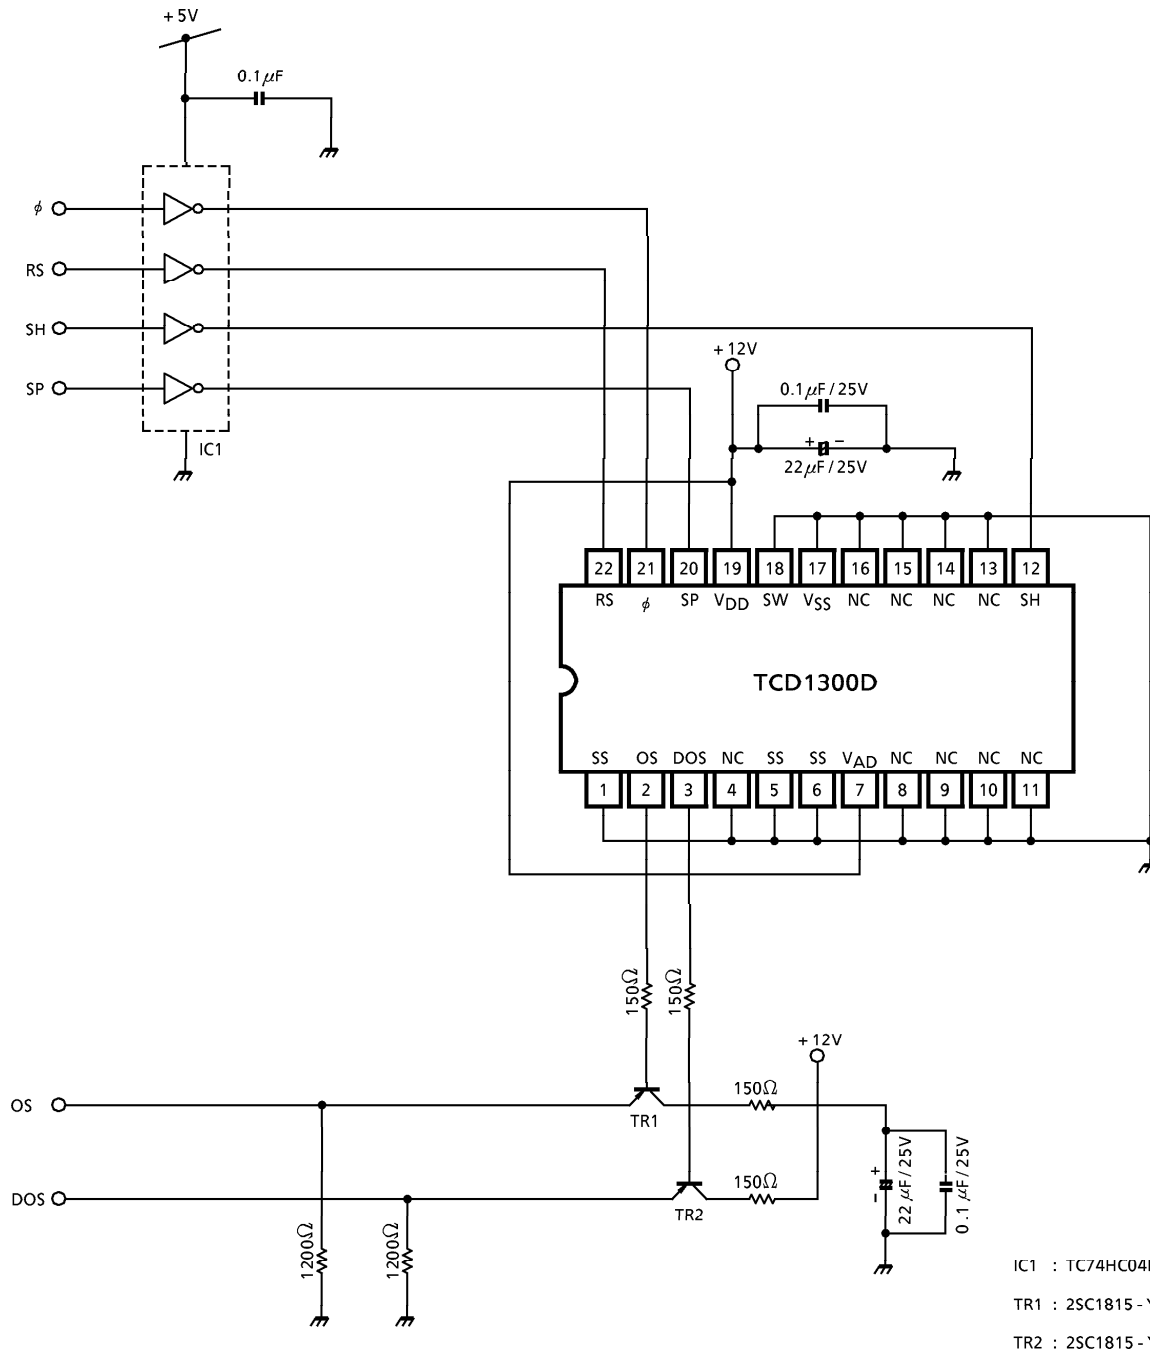 +5V
0.1μF
ϕ
RS
SH
SP
IC1
+12V
0.1μF/25V
+ −
22μF/25V
22 21 20 19 18 17 16 15 14 13 12
RS ϕ SP VDD SW VSS NC NC NC NC SH
TCD1300D
SS OS DOS NC SS SS VAD NC NC NC NC
1 2 3 4 5 6 7 8 9 10 11
150Ω
150Ω
+12V
OS
150Ω
TR1
DOS
150Ω
TR2
+
−
22 μF/25V
0.1 μF/25V
1200Ω
1200Ω
IC1 : TC74HC04
TR1 : 2SC1815-Y
TR2 : 2SC1815-Y